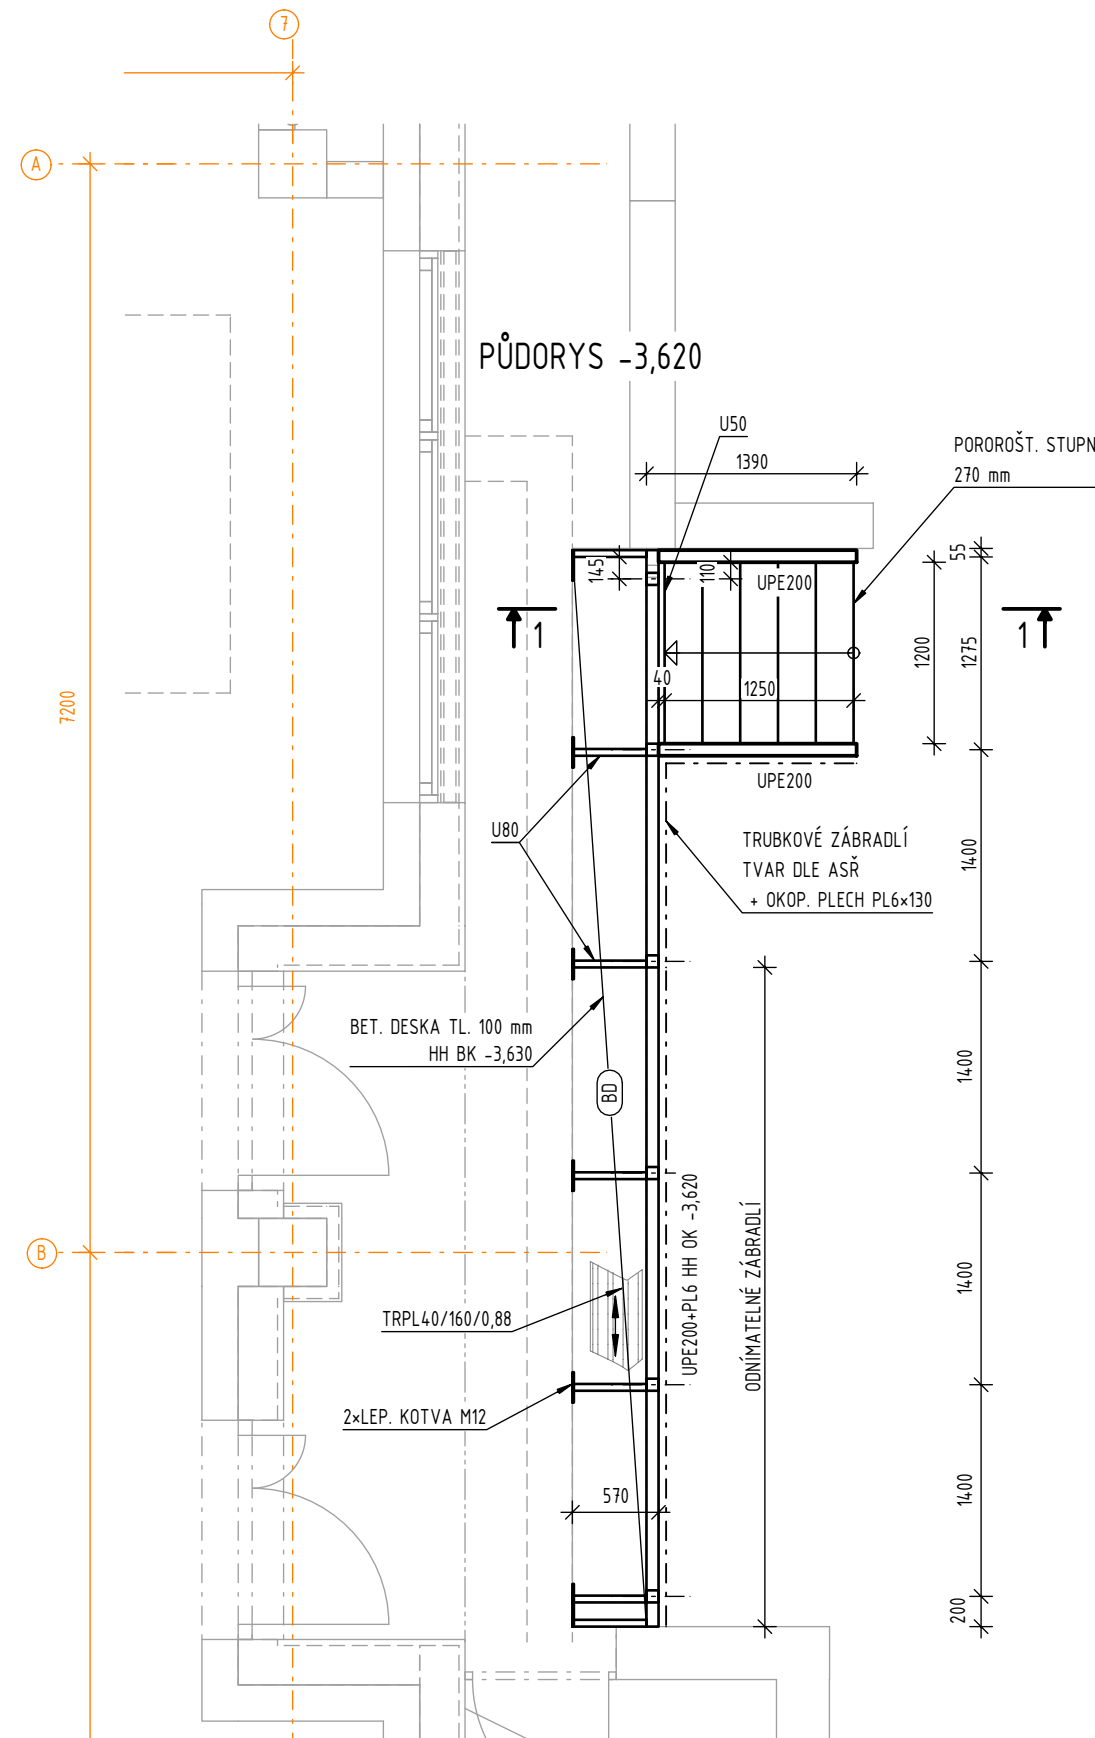 7
A
PŮDORYS -3,620
U50
1390
POROROŠT. STUPN
270 mm
55
145
110
UPE200
1
1
1200
1275
40
1250
7200
UPE200
U80
TRUBKOVÉ ZÁBRADLÍ
TVAR DLE ASŘ
+ OKOP. PLECH PL6×130
1400
BET. DESKA TL. 100 mm
HH BK -3,630
1400
BD
UPE200+PL6 HH OK -3,620
ODNÍMATELNÉ ZÁBRADLÍ
B
1400
TRPL40/160/0,88
2×LEP. KOTVA M12
570
1400
200